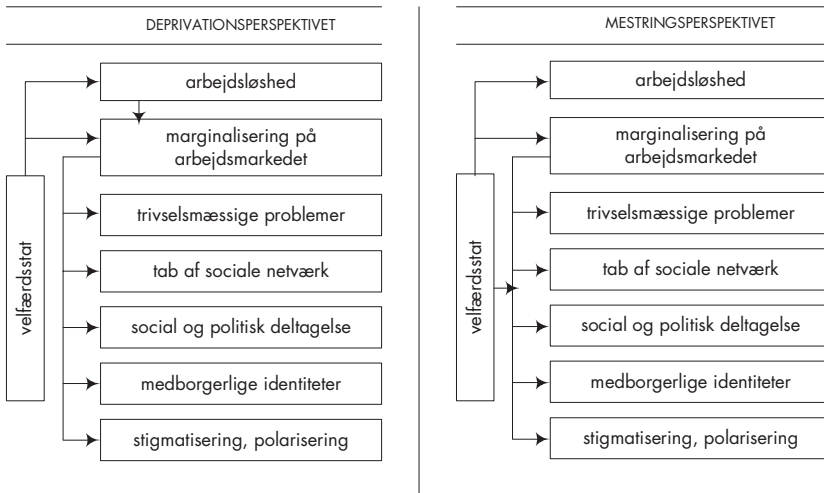 DEPRIVATIONSPERSPEKTIVET
arbejdsløshed
marginalisering på
arbejdsmarkedet
trivselsmæssige problemer
tab af sociale netværk
social og politisk deltagelse
medborgerlige identiteter
stigmatisering, polarisering
velfærdsstat
MESTRINGSPERSPEKTIVET
arbejdsløshed
marginalisering på
arbejdsmarkedet
trivselsmæssige problemer
tab af sociale netværk
social og politisk deltagelse
medborgerlige identiteter
stigmatisering, polarisering
velfærdsstat